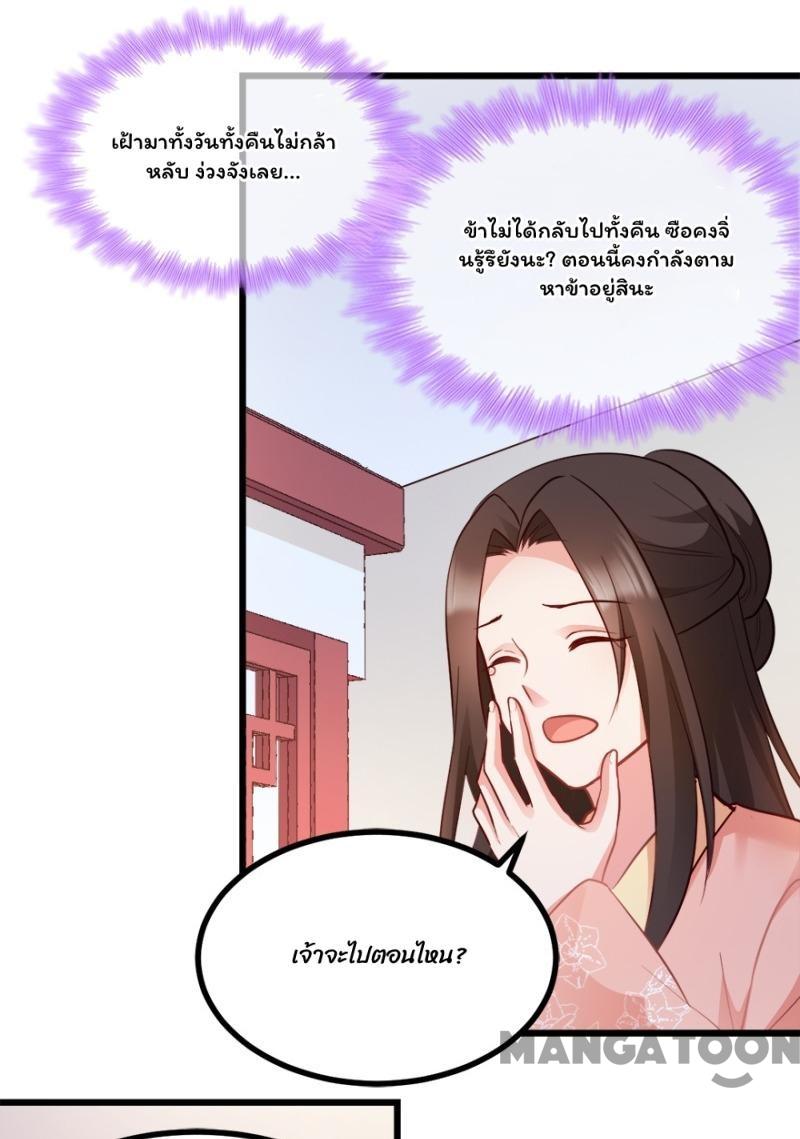 เฝ้ามาทั้งวันทั้งคืนไม่กล้า
หลับ ง่วงจังเลย...
ข้าไม่ได้กลับไปทั้งคืน ซือคงจิ่
นรู้รึยังนะ? ตอนนี้คงกำลังตาม
หาข้าอยู่สินะ
เจ้าจะไปตอนไหน?
MANGATOON